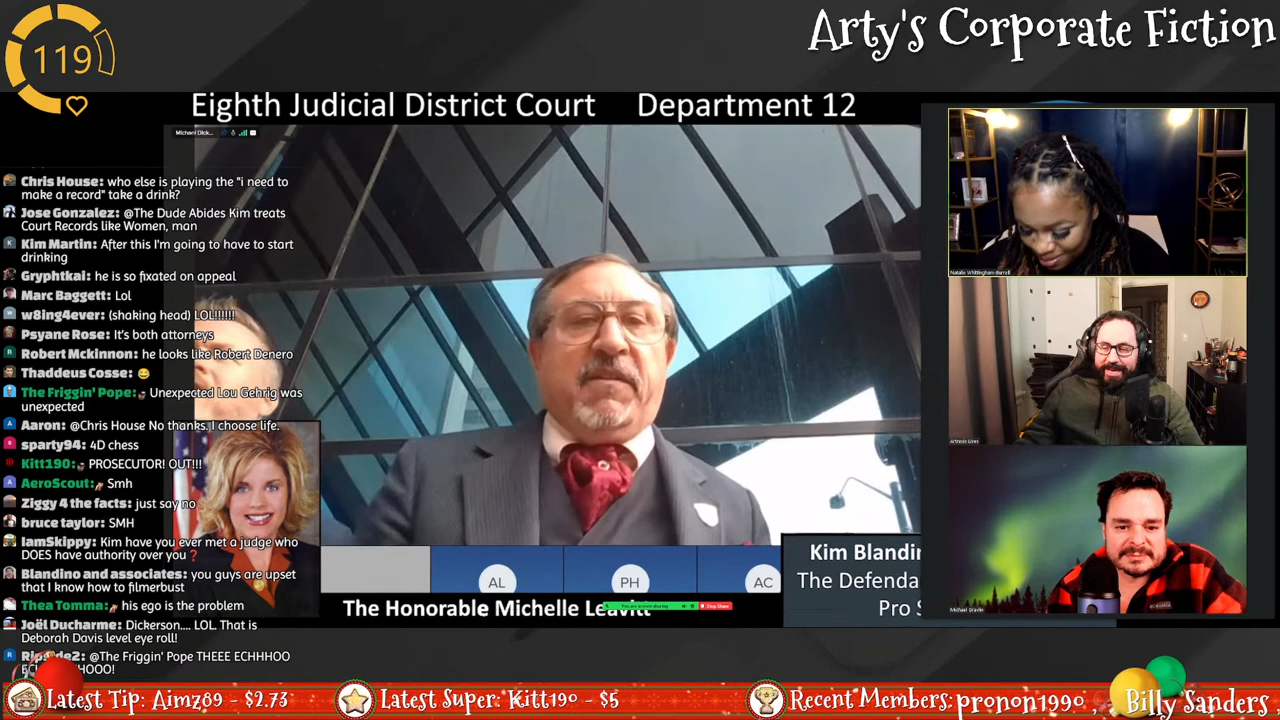 119
Arty's Corporate Fiction
Eighth Judicial District Court Department 12
Michael Dick...
Chris House: who else is playing the "i need to
make a record" take a drink?
Jose Gonzalez: @The Dude Abides Kim treats
Court Records like Women, man
Kim Martin: After this I'm going to have to start
drinking
Gryphtkai: he is so fixated on appeal
Marc Baggett: Lol
w8ing4ever: (shaking head) LOL!!!!!!
Psyane Rose: It's both attorneys
Robert Mckinnon: he looks like Robert Denero
Thaddeus Cosse: 😂
The Friggin' Pope: Unexpected Lou Gehrig was
unexpected
Aaron: @Chris House No thanks. I choose life.
sparty94: 4D chess
Kitt190: PROSECUTOR! OUT!!!
AeroScout: Smh
Ziggy 4 the facts: just say no
bruce taylor: SMH
IamSkippy: Kim have you ever met a judge who
DOES have authority over you❓
Blandino and associates: you guys are upset
that I know how to filmerbust
Thea Tomma: his ego is the problem
Joël Ducharme: Dickerson.... LOL. That is
Deborah Davis level eye roll!
@The Friggin' Pope THEEE ECHHHOO
AL
PH
AC
The Honorable Michelle Leavitt
Stop Share
Kim Blandin
The Defenda
Pro S
Natalie Whittingham Burrell
Latest Tip: Aimz89 - $2.73
Latest Super: Kitt190 - $5
Recent Members: pronon1990 , Billy Sanders ,